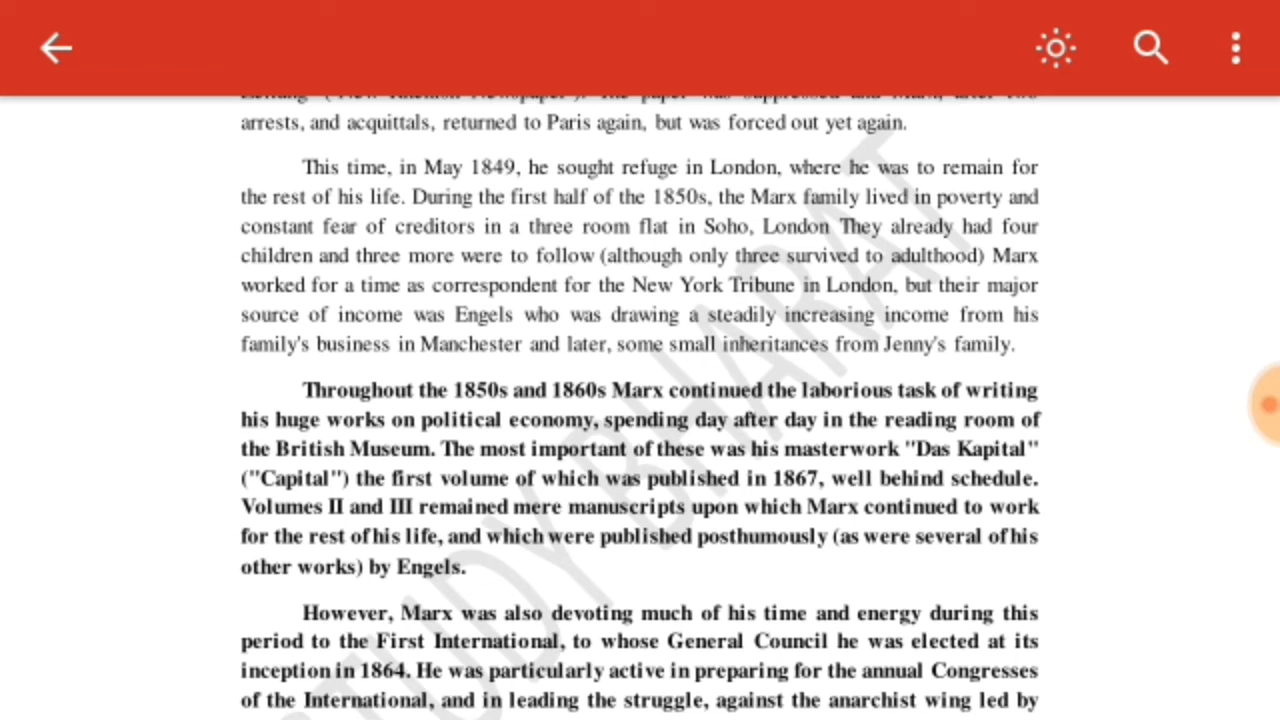 arrests, and acquittals, returned to Paris again, but was forced out yet again.
This time, in May 1849, he sought refuge in London, where he was to remain for
the rest of his life. During the first half of the 1850s, the Marx family lived in poverty and
constant fear of creditors in a three room flat in Soho, London They already had four
children and three more were to follow (although only three survived to adulthood) Marx
worked for a time as correspondent for the New York Tribune in London, but their major
source of income was Engels who was drawing a steadily increasing income from his
family's business in Manchester and later, some small inheritances from Jenny's family.
Throughout the 1850s and 1860s Marx continued the laborious task of writing
his huge works on political economy, spending day after day in the reading room of
the British Museum. The most important of these was his masterwork "Das Kapital"
("Capital") the first volume of which was published in 1867, well behind schedule.
Volumes II and III remained mere manuscripts upon which Marx continued to work
for the rest of his life, and which were published posthumously (as were several of his
other works) by Engels.
However, Marx was also devoting much of his time and energy during this
period to the First International, to whose General Council he was elected at its
inception in 1864. He was particularly active in preparing for the annual Congresses
of the International, and in leading the struggle, against the anarchist wing led by
STUDY BHARAT